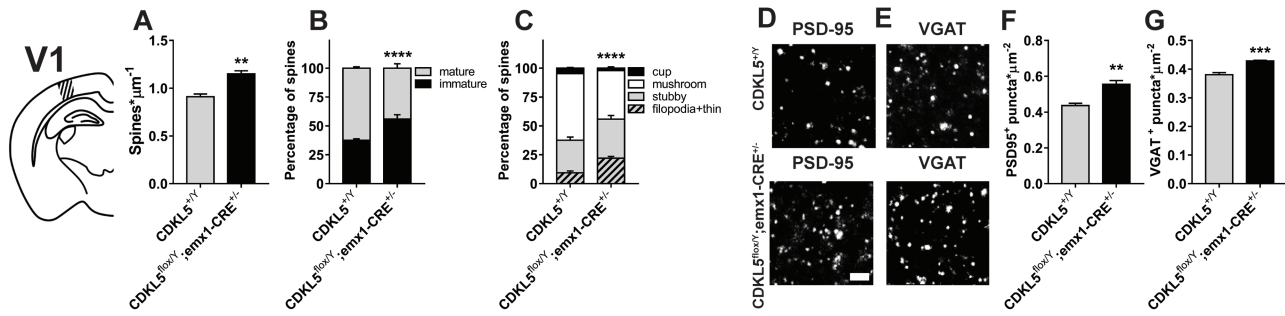 V1
A
Spines*μm⁻¹
1.5
1.0
0.5
0.0
**
CDKL5⁺/ʸ
CDKL5ᶠˡᵒˣ/ʸ;emx1-CRE⁺/⁻
B
Percentage of spines
100
75
50
25
0
****
mature
immature
CDKL5⁺/ʸ
CDKL5ᶠˡᵒˣ/ʸ;emx1-CRE⁺/⁻
C
Percentage of spines
100
75
50
25
0
****
cup
mushroom
stubby
filopodia+thin
CDKL5⁺/ʸ
CDKL5ᶠˡᵒˣ/ʸ;emx1-CRE⁺/⁻
D
PSD-95
E
VGAT
CDKL5⁺/ʸ
PSD-95
VGAT
CDKL5ᶠˡᵒˣ/ʸ;emx1-CRE⁺/⁻
F
PSD95⁺ puncta*μm⁻²
0.8
0.6
0.4
0.2
0.0
**
CDKL5⁺/ʸ
CDKL5ᶠˡᵒˣ/ʸ;emx1-CRE⁺/⁻
G
VGAT⁺ puncta*μm⁻²
0.5
0.4
0.3
0.2
0.1
0.0
***
CDKL5⁺/ʸ
CDKL5ᶠˡᵒˣ/ʸ;emx1-CRE⁺/⁻